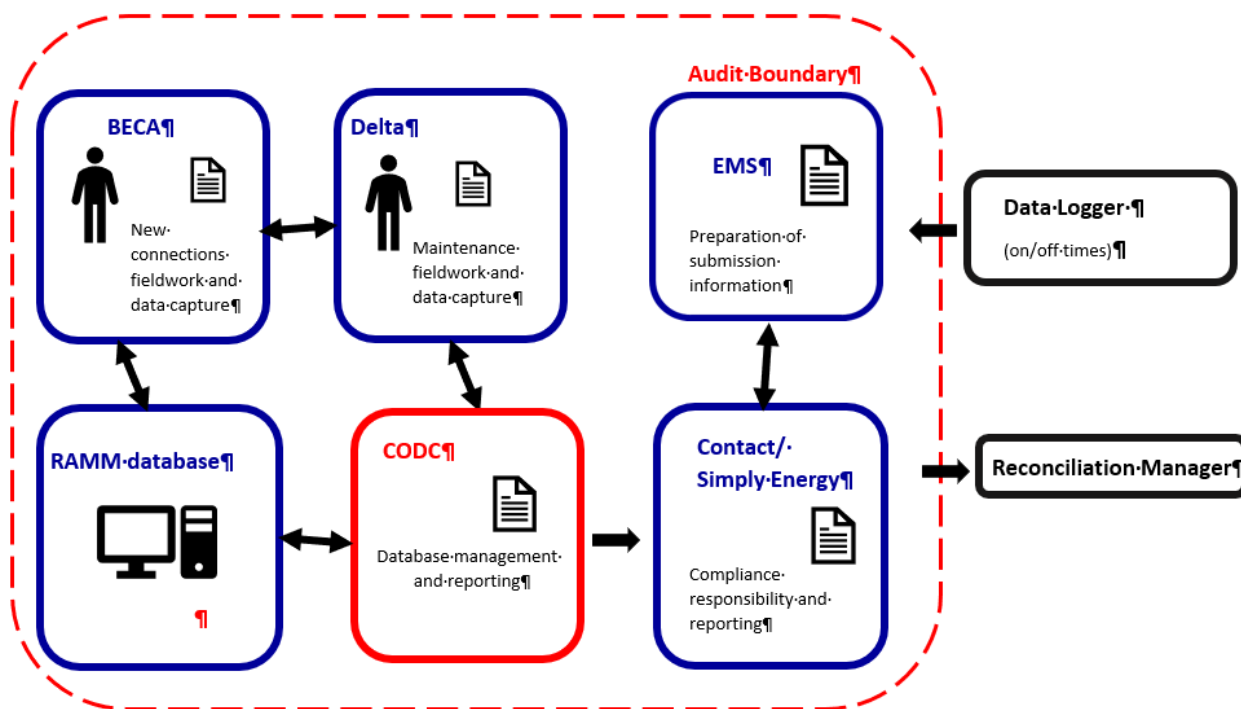 Audit·Boundary¶
BECA¶
New·
connections·
fieldwork·and·
data·capture¶
Delta¶
Maintenance·
fieldwork·and·
data·capture¶
EMS¶
Preparation·of·
submission·
information¶
Data·Logger·¶
(on/off·times)¶
RAMM·database¶
¶
CODC¶
Database·management·
and·reporting¶
Contact/·
Simply·Energy¶
Compliance·
responsibility·and·
reporting¶
Reconciliation·Manager¶